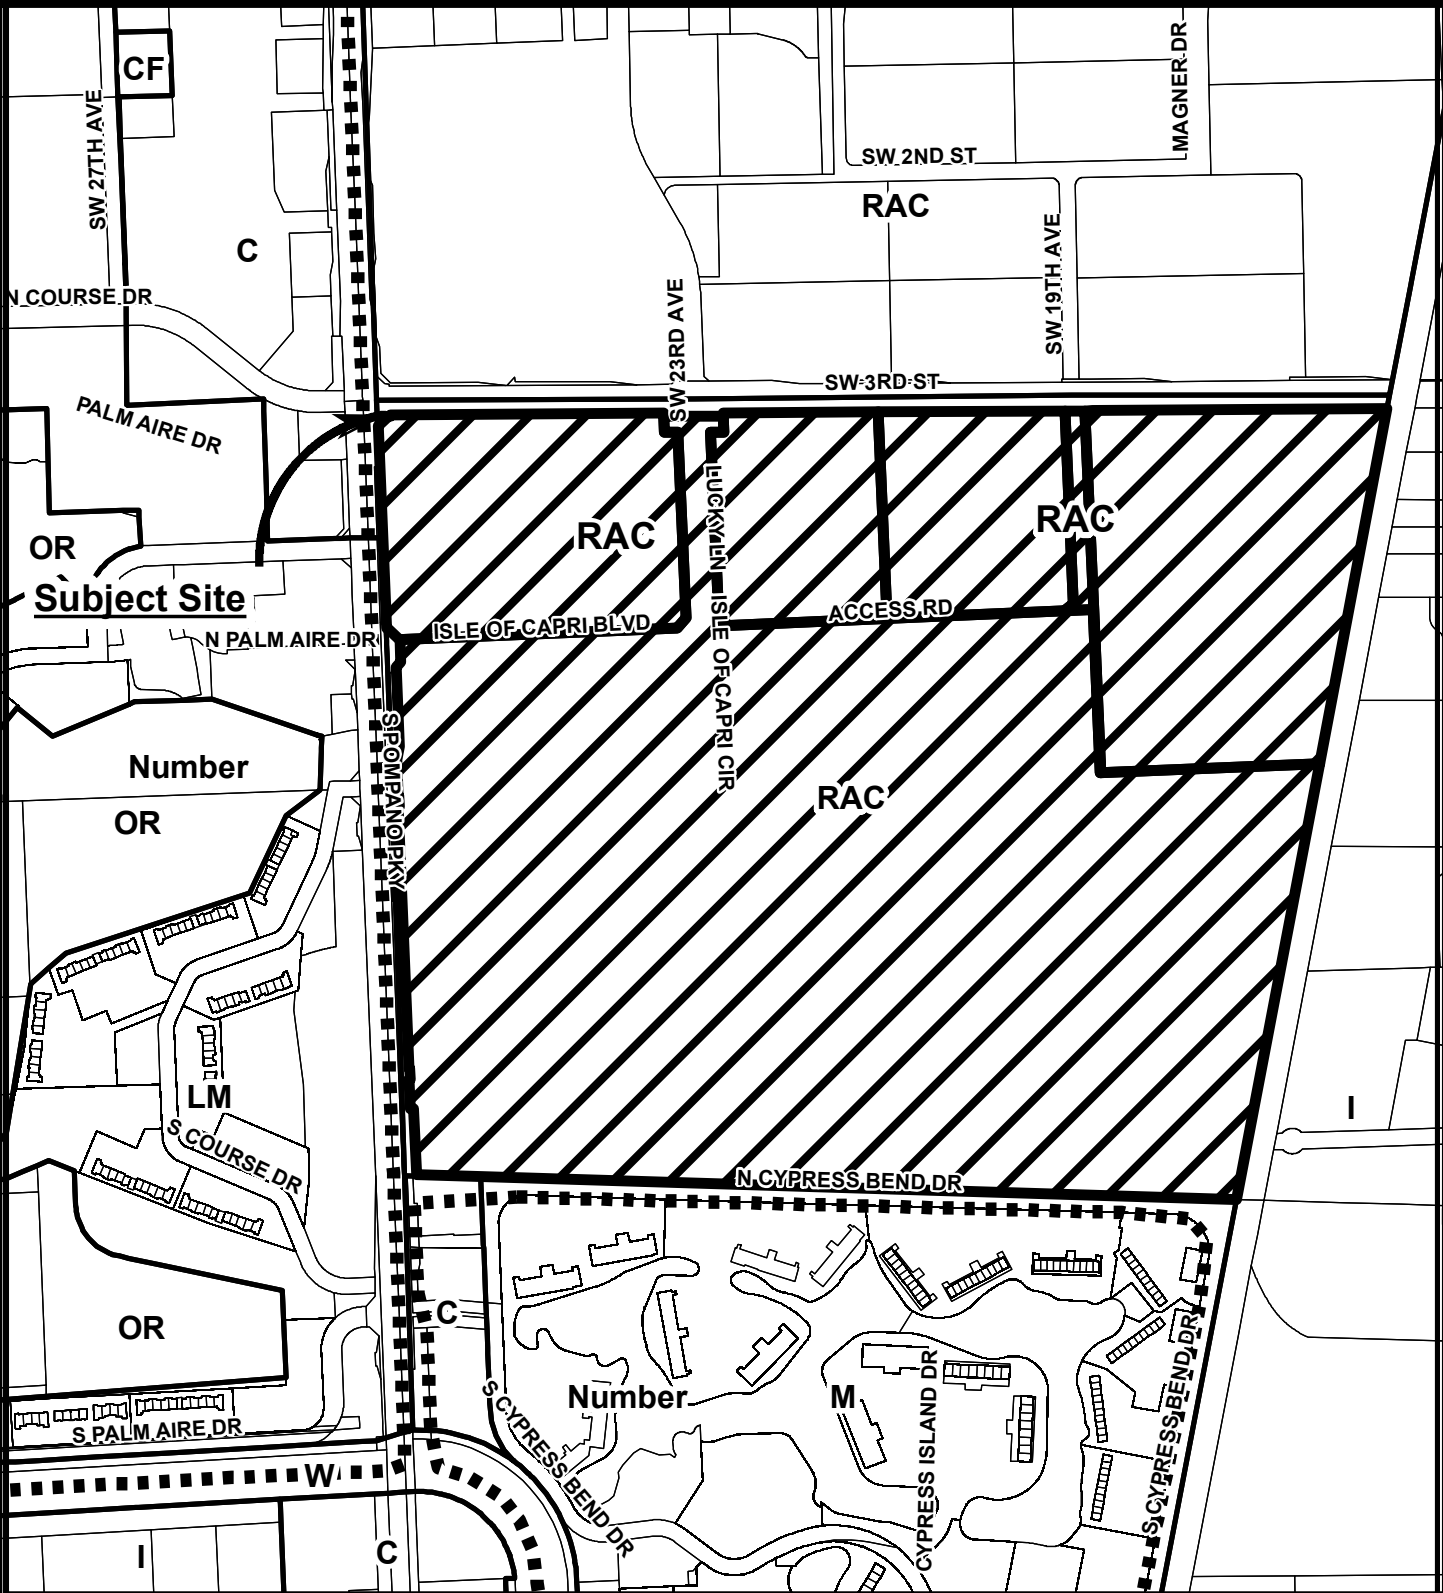 CF
MAGNER DR
SW 27TH AVE
SW 2ND ST
RAC
C
SW 19TH AVE
N COURSE DR
SW 23RD AVE
SW 3RD ST
PALM AIRE DR
LUCKY LN
RAC
RAC
OR
Subject Site
ISLE OF CAPRI BLVD
ACCESS RD
N PALM AIRE DR
ISLE OF CAPRI CIR
S POMPANO PKY
Number
RAC
OR
LM
I
S COURSE DR
N CYPRESS BEND DR
C
OR
Number
M
CYPRESS ISLAND DR
S CYPRESS BEND DR
S CYPRESS BEND DR
S PALM AIRE DR
W
I
C